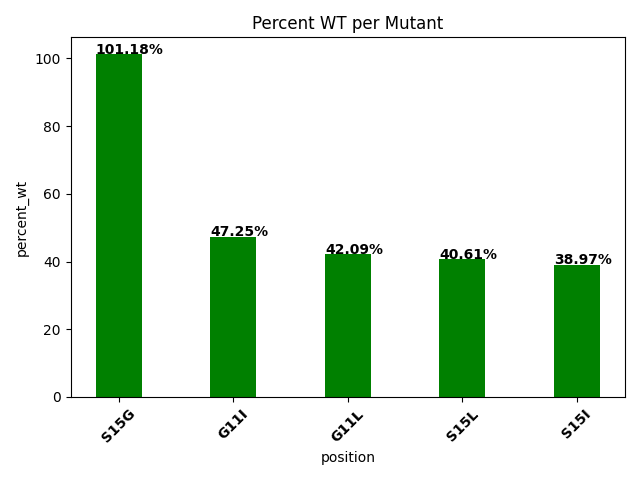 Percent WT per Mutant
percent_wt
100
80
60
40
20
0
101.18%
47.25%
42.09%
40.61%
38.97%
S15G
G11I
G11L
S15L
S15I
position